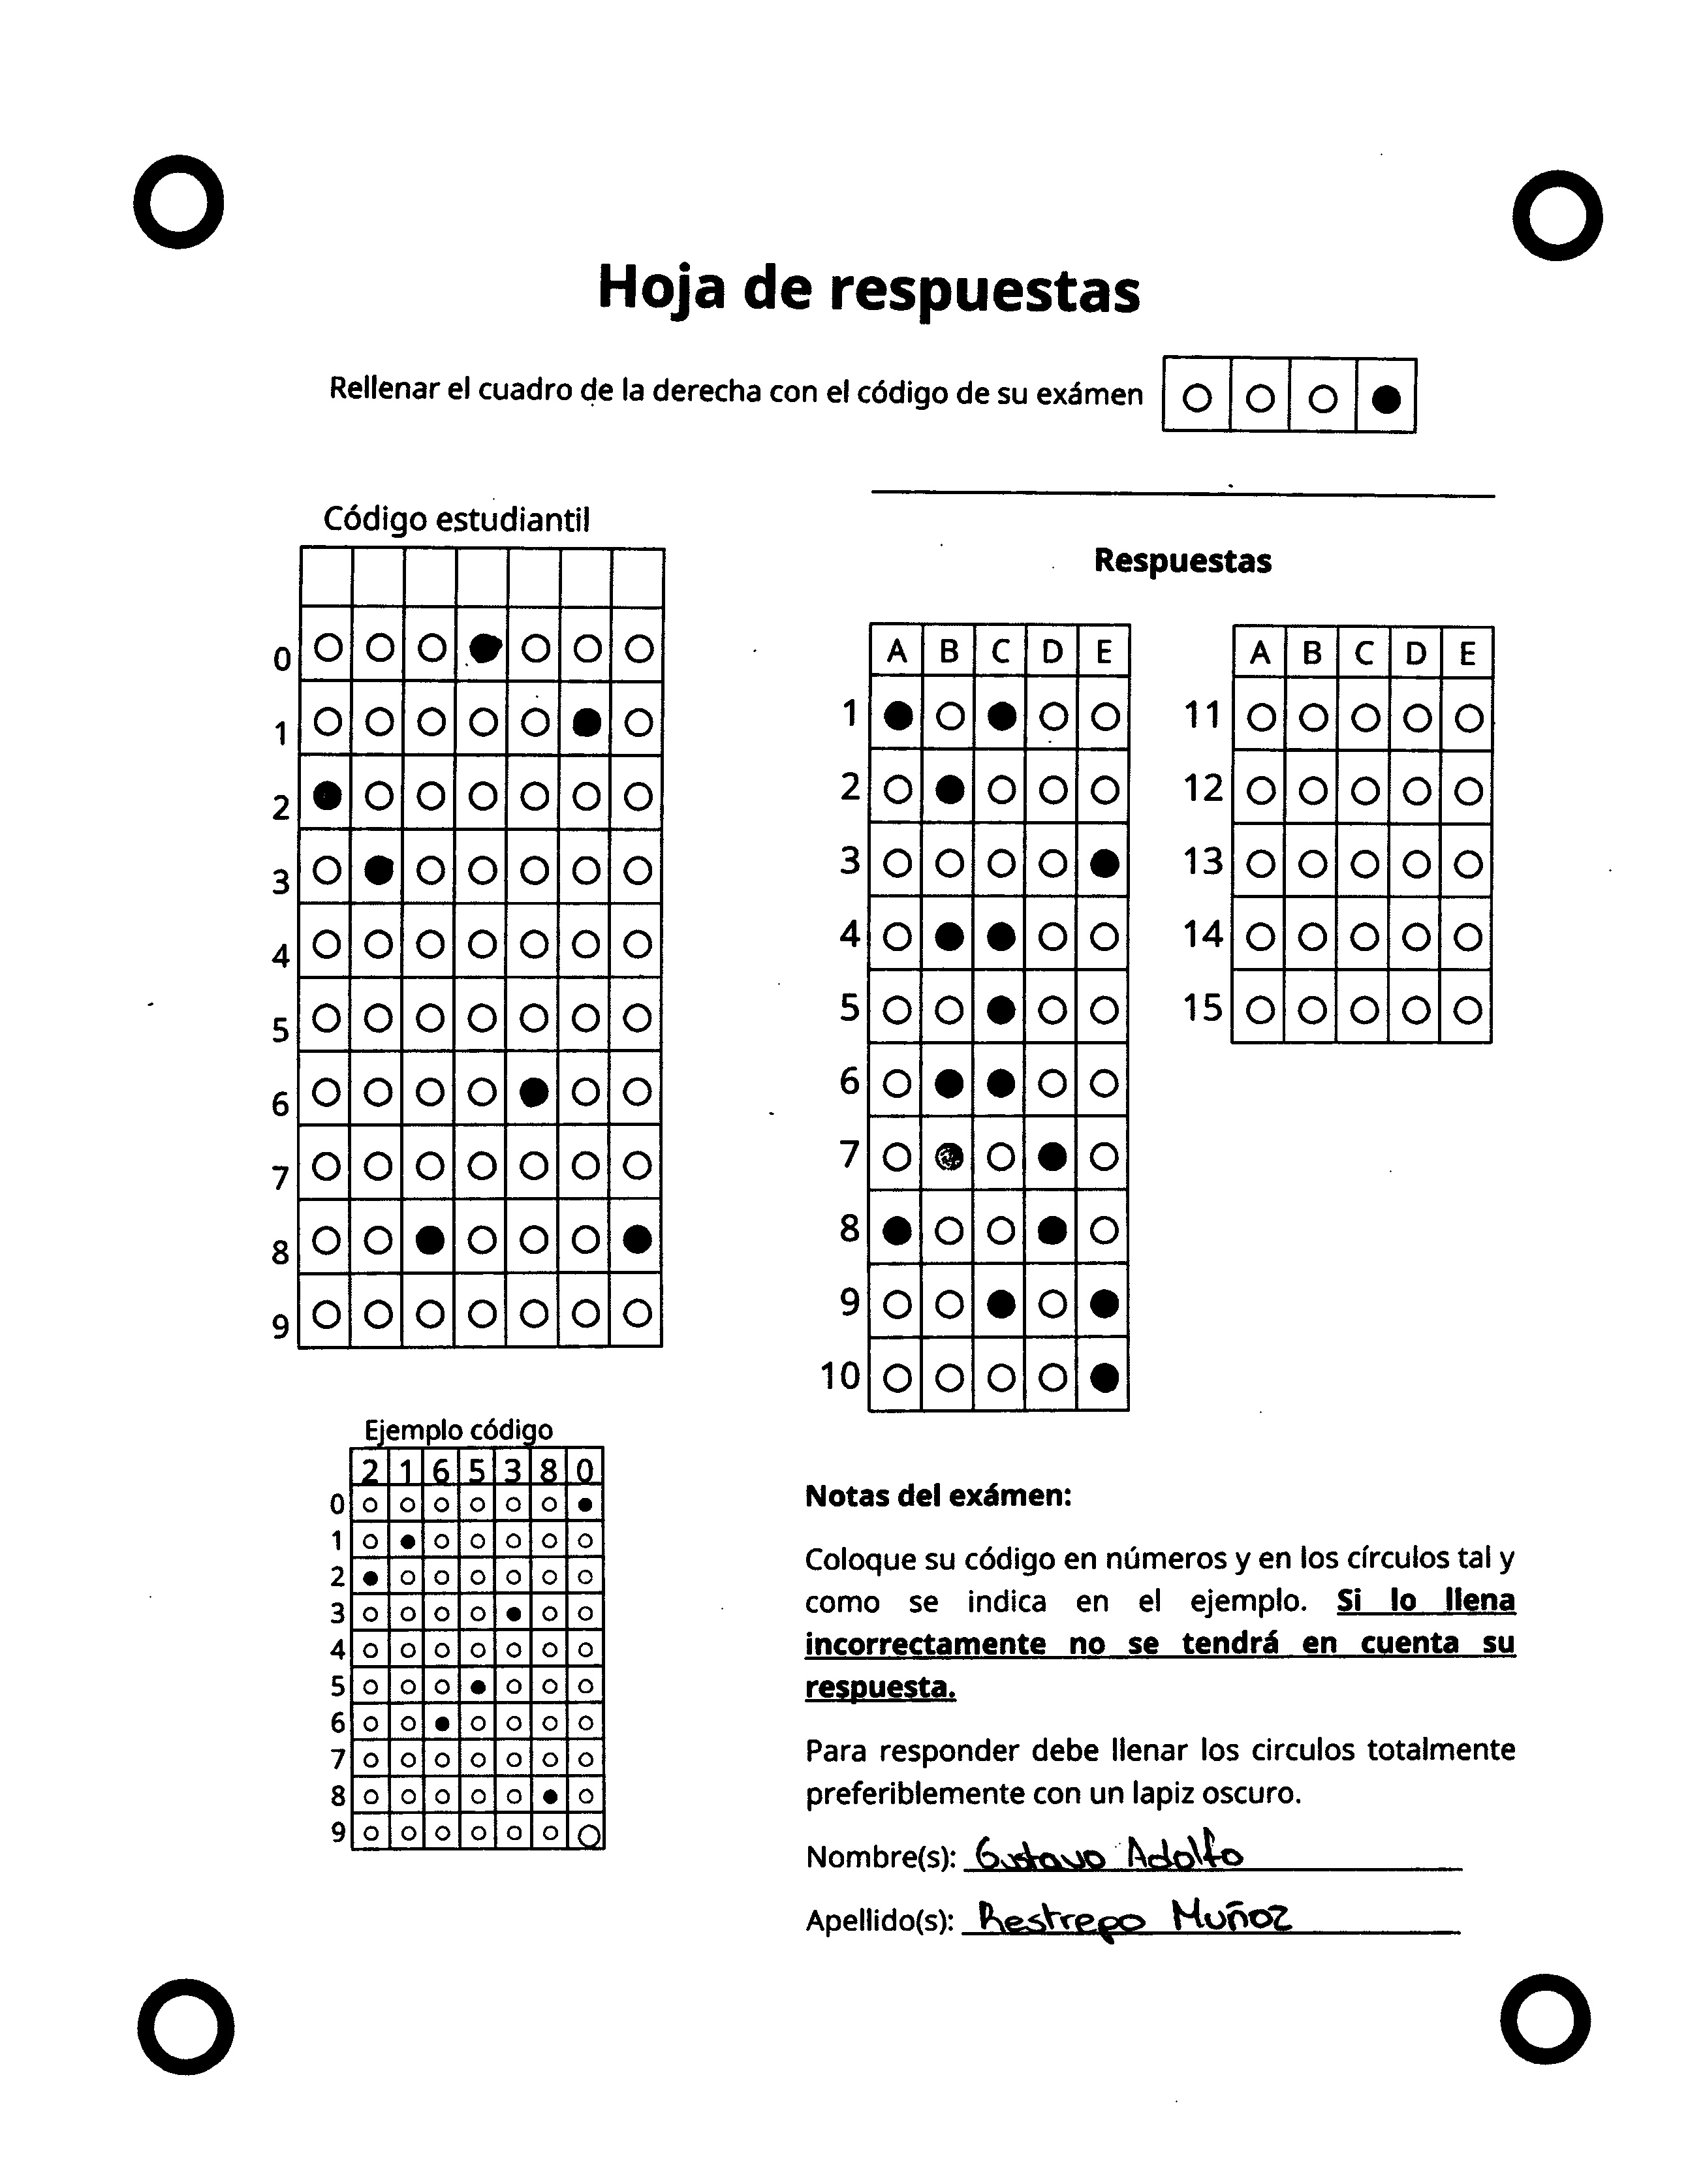 Hoja de respuestas
Rellenar el cuadro de la derecha con el código de su exámen
Código estudiantil
0
1
2
3
4
5
6
7
8
9
Respuestas
A B C D E
1
2
3
4
5
6
7
8
9
10
A B C D E
11
12
13
14
15
Ejemplo código
2 1 6 5 3 8 0
0
1
2
3
4
5
6
7
8
9
Notas del exámen:
Coloque su código en números y en los círculos tal y
como se indica en el ejemplo. Si lo llena
incorrectamente no se tendrá en cuenta su
respuesta.
Para responder debe llenar los circulos totalmente
preferiblemente con un lapiz oscuro.
Nombre(s): Gustavo Adolfo
Apellido(s): Restrepo Muñoz